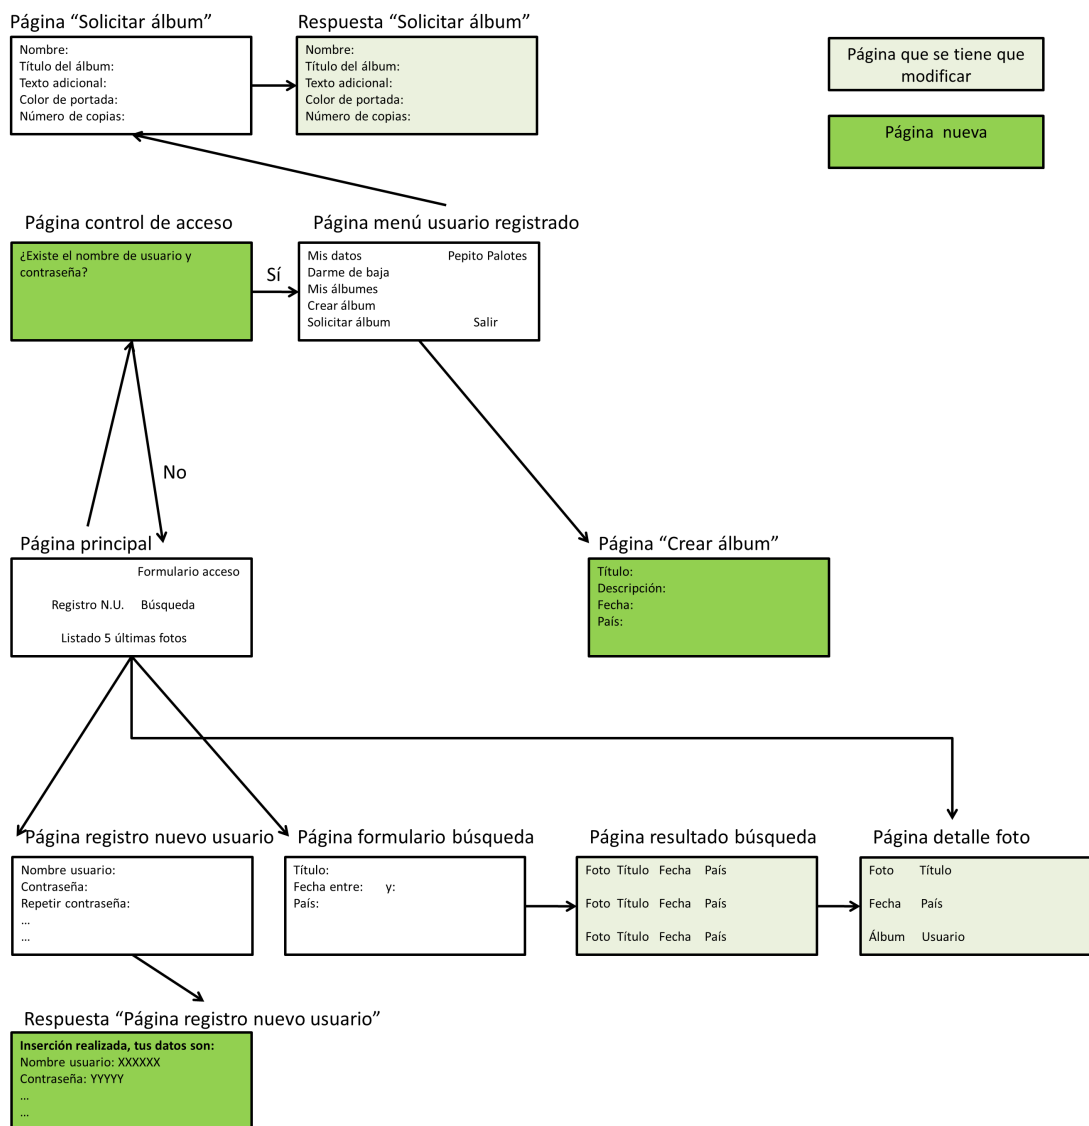 Página “Solicitar álbum”
Nombre:
Título del álbum:
Texto adicional:
Color de portada:
Número de copias:
Respuesta “Solicitar álbum”
Nombre:
Título del álbum:
Texto adicional:
Color de portada:
Número de copias:
Página que se tiene que
modificar
Página nueva
Página control de acceso
¿Existe el nombre de usuario y
contraseña?
Sí
No
Página menú usuario registrado
Mis datos Pepito Palotes
Darme de baja
Mis álbumes
Crear álbum
Solicitar álbum Salir
Página principal
Formulario acceso
Registro N.U. Búsqueda
Listado 5 últimas fotos
Página “Crear álbum”
Título:
Descripción:
Fecha:
País:
Página registro nuevo usuario
Nombre usuario:
Contraseña:
Repetir contraseña:
...
...
Página formulario búsqueda
Título:
Fecha entre: y:
País:
Página resultado búsqueda
Foto Título Fecha País
Foto Título Fecha País
Foto Título Fecha País
Página detalle foto
Foto Título
Fecha País
Álbum Usuario
Respuesta “Página registro nuevo usuario”
Inserción realizada, tus datos son:
Nombre usuario: XXXXXX
Contraseña: YYYYY
...
...